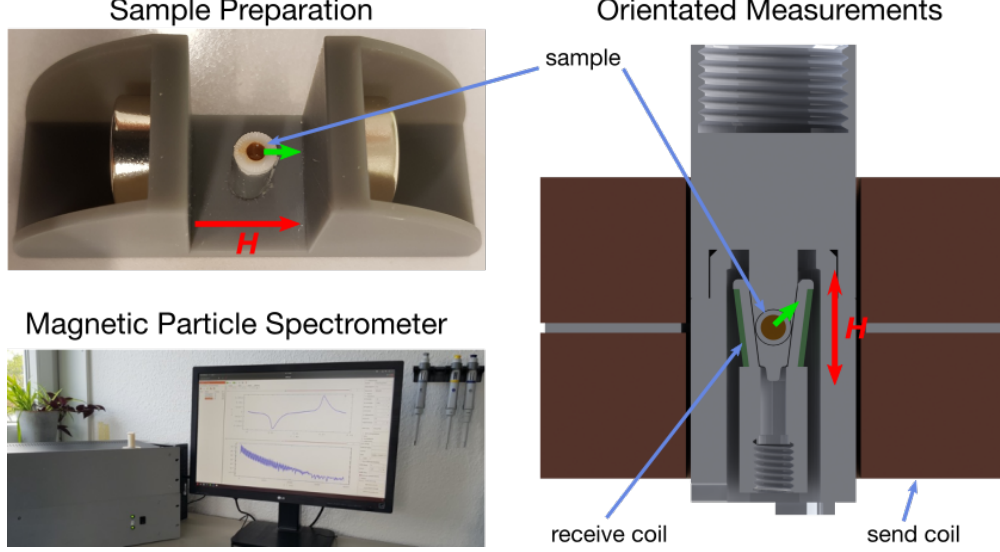 Sample Preparation
Orientated Measurements
sample
H
H
Magnetic Particle Spectrometer
receive coil
send coil